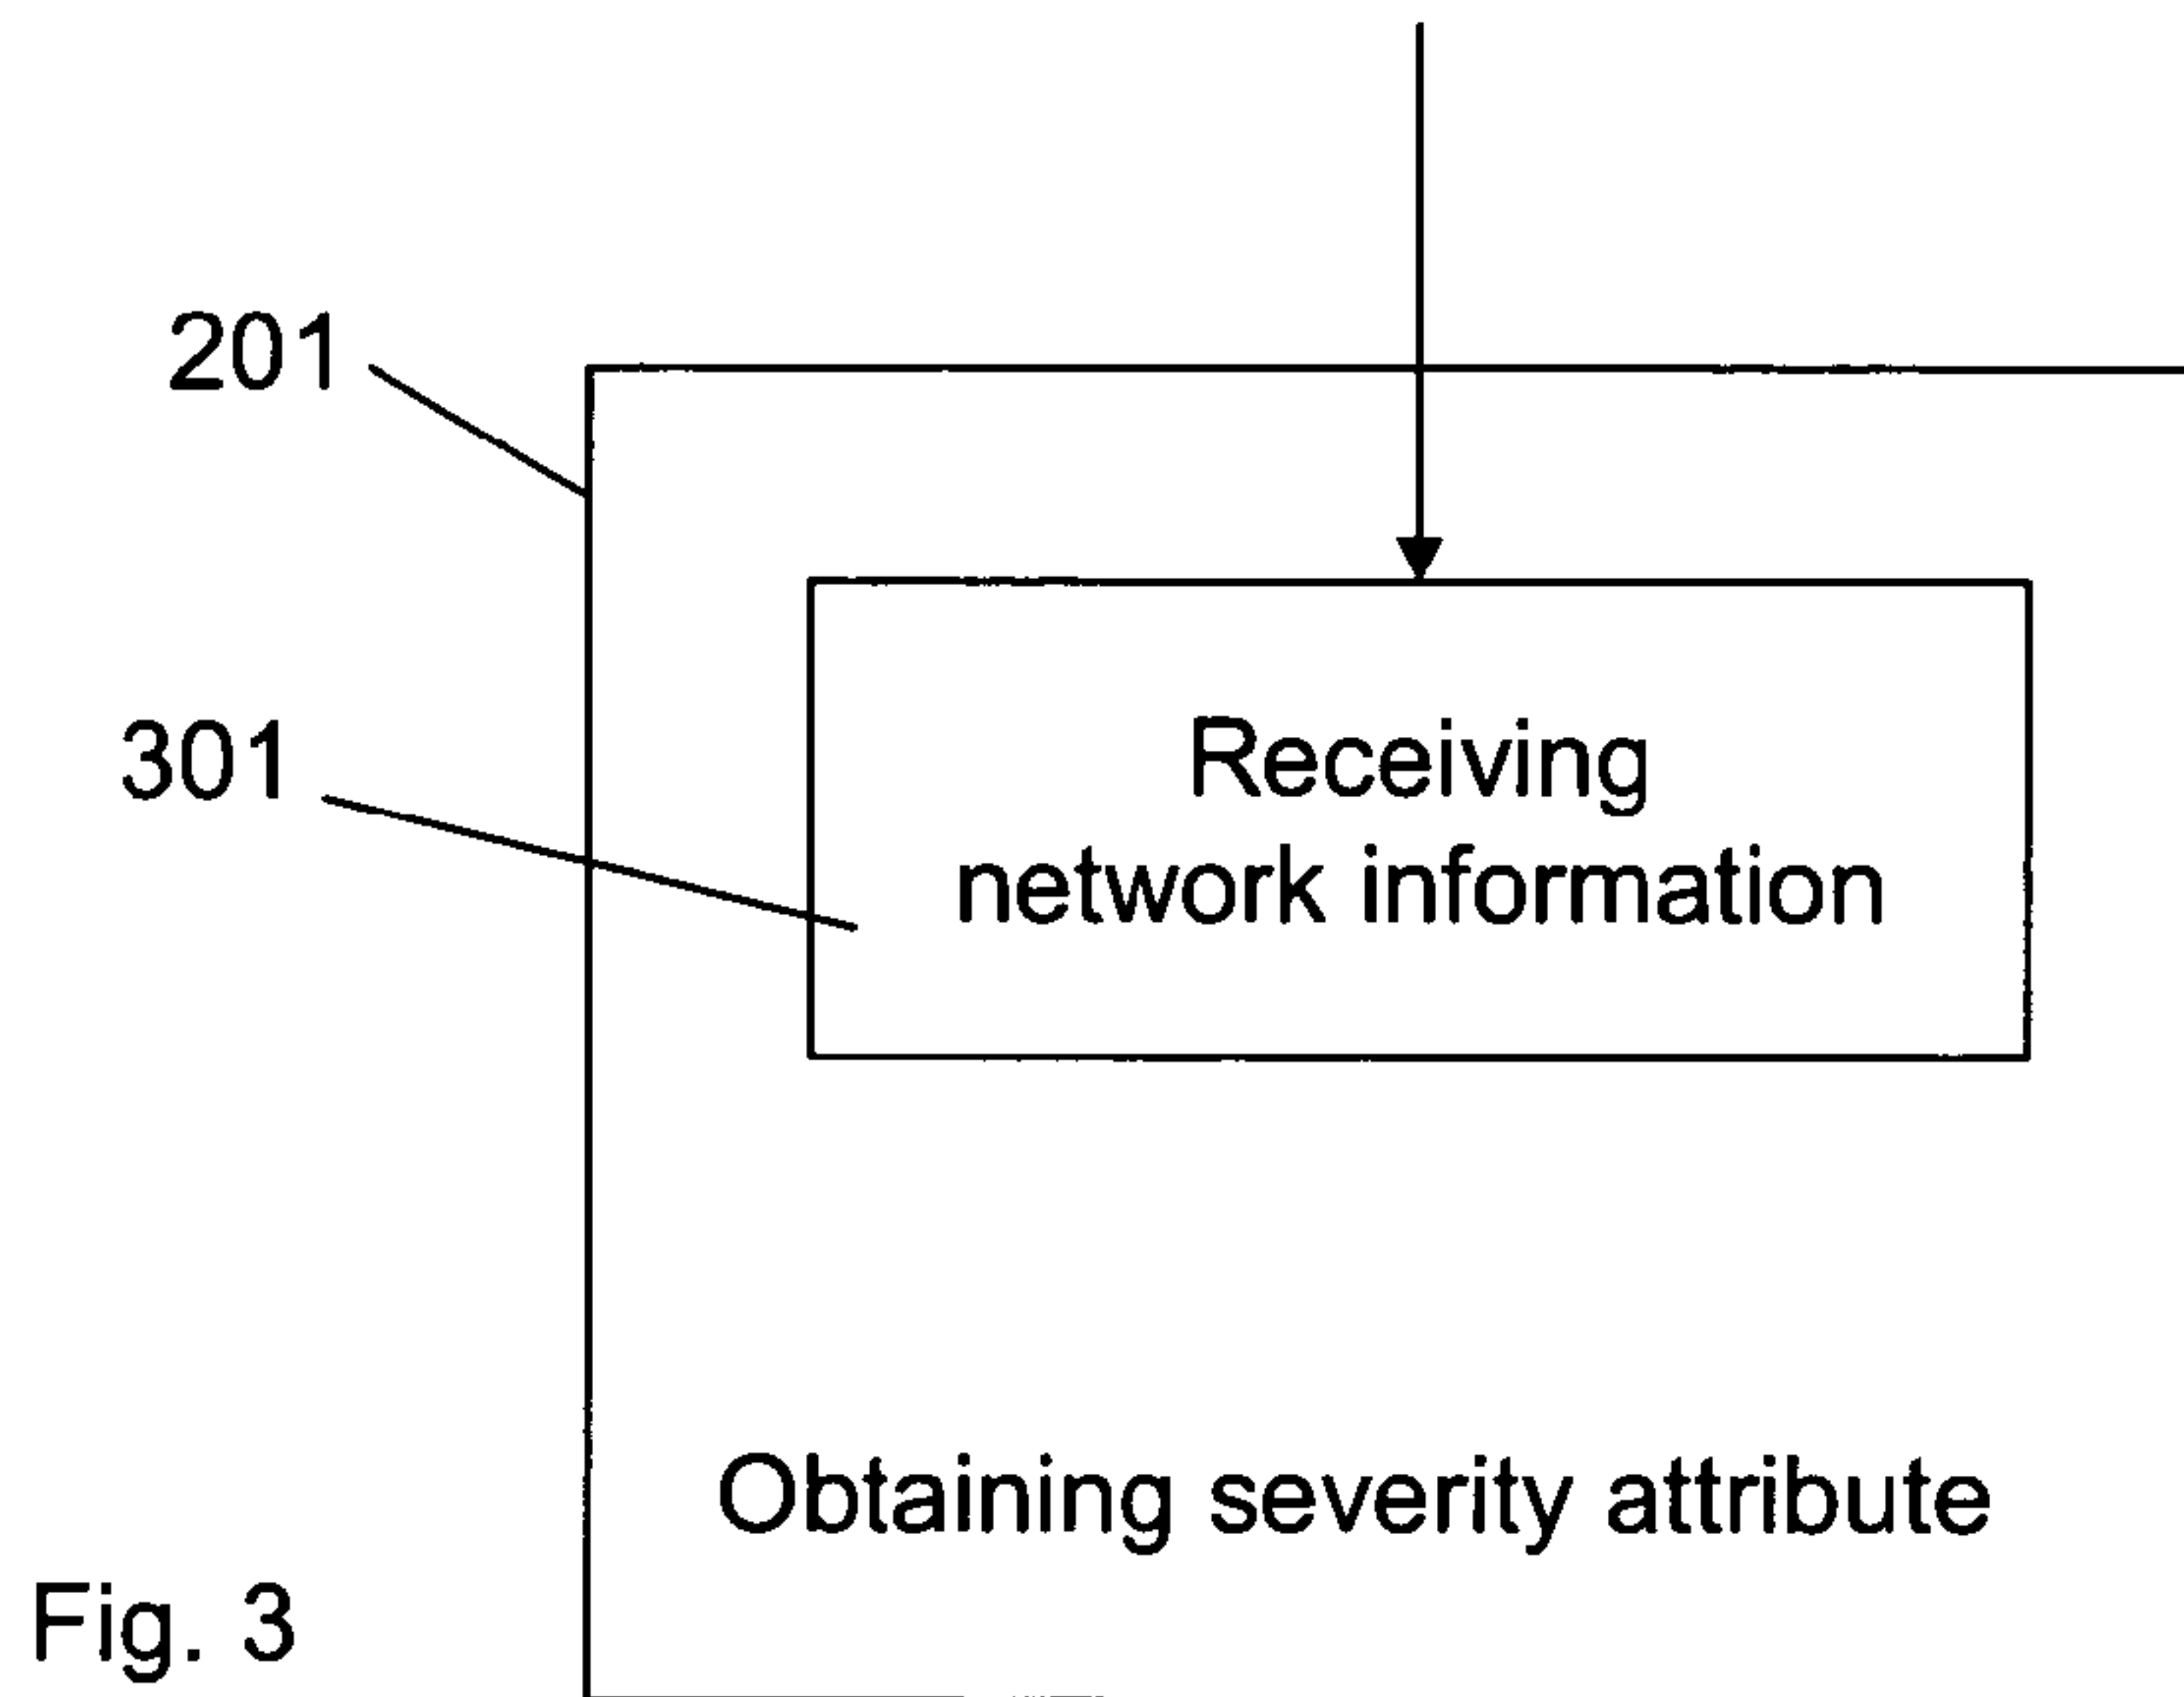 201
301
Receiving
network information
Obtaining severity attribute
Fig. 3